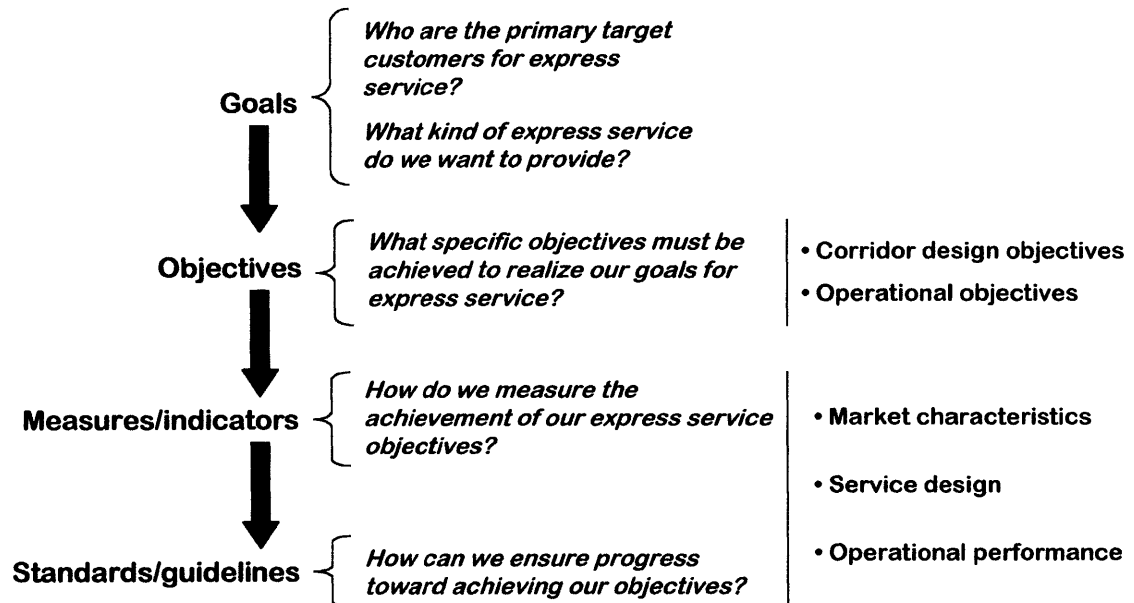 Who are the primary target
customers for express
service?
Goals
What kind of express service
do we want to provide?
What specific objectives must be
achieved to realize our goals for
express service?
Objectives
• Corridor design objectives
• Operational objectives
How do we measure the
achievement of our express service
objectives?
Measures/indicators
• Market characteristics
• Service design
• Operational performance
How can we ensure progress
toward achieving our objectives?
Standards/guidelines